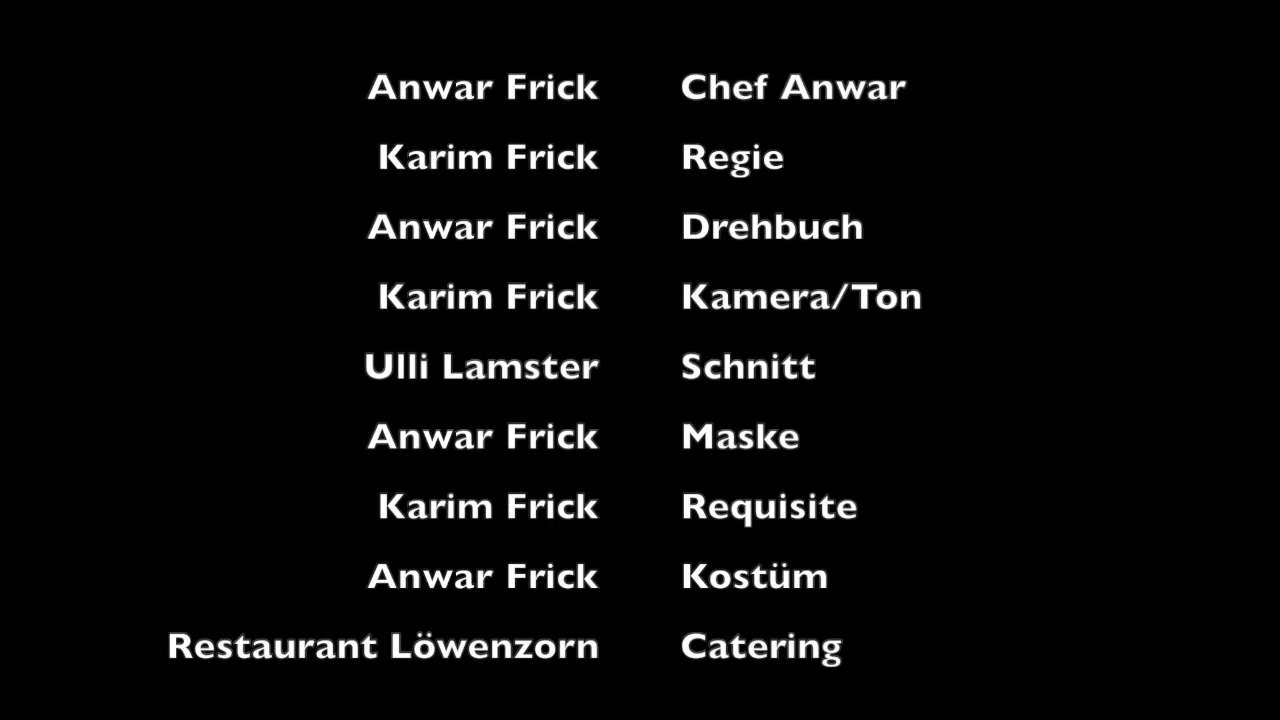 Anwar Frick Chef Anwar
Karim Frick Regie
Anwar Frick Drehbuch
Karim Frick Kamera/Ton
Ulli Lamster Schnitt
Anwar Frick Maske
Karim Frick Requisite
Anwar Frick Kostüm
Restaurant Löwenzorn Catering